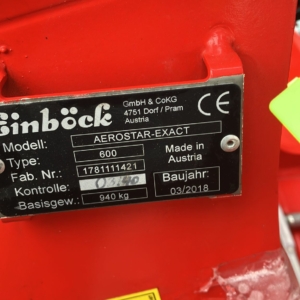 Einböck
GmbH & CoKG
4751 Dorf / Pram
Austria
CE
Modell: AEROSTAR-EXACT
Type: 600
Made in
Austria
Fab. Nr.: 1781111421
Kontrolle:
Baujahr:
03/2018
Basisgew.: 940 kg